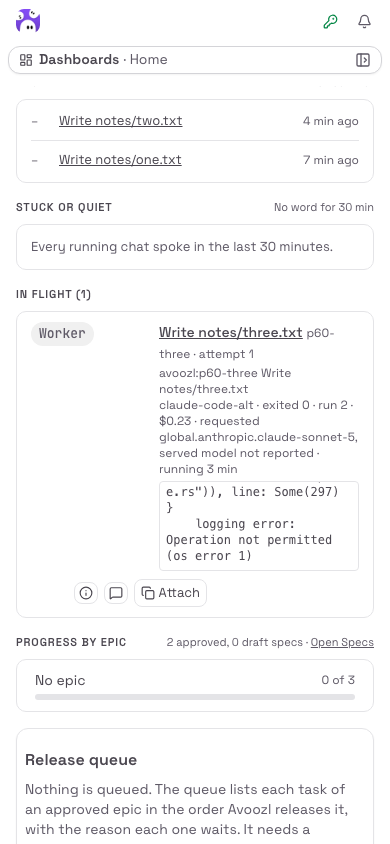 Dashboards · Home
– Write notes/two.txt 4 min ago
– Write notes/one.txt 7 min ago
STUCK OR QUIET No word for 30 min
Every running chat spoke in the last 30 minutes.
IN FLIGHT (1)
Worker
Write notes/three.txt p60-
three · attempt 1
avoozl:p60-three Write
notes/three.txt
claude-code-alt · exited 0 · run 2 ·
$0.23 · requested
global.anthropic.claude-sonnet-5,
served model not reported ·
running 3 min
e.rs")), line: Some(297)
}
logging error:
Operation not permitted
(os error 1)
Attach
PROGRESS BY EPIC 2 approved, 0 draft specs · Open Specs
No epic 0 of 3
Release queue
Nothing is queued. The queue lists each task of
an approved epic in the order Avoozl releases it,
with the reason each one waits. It needs a